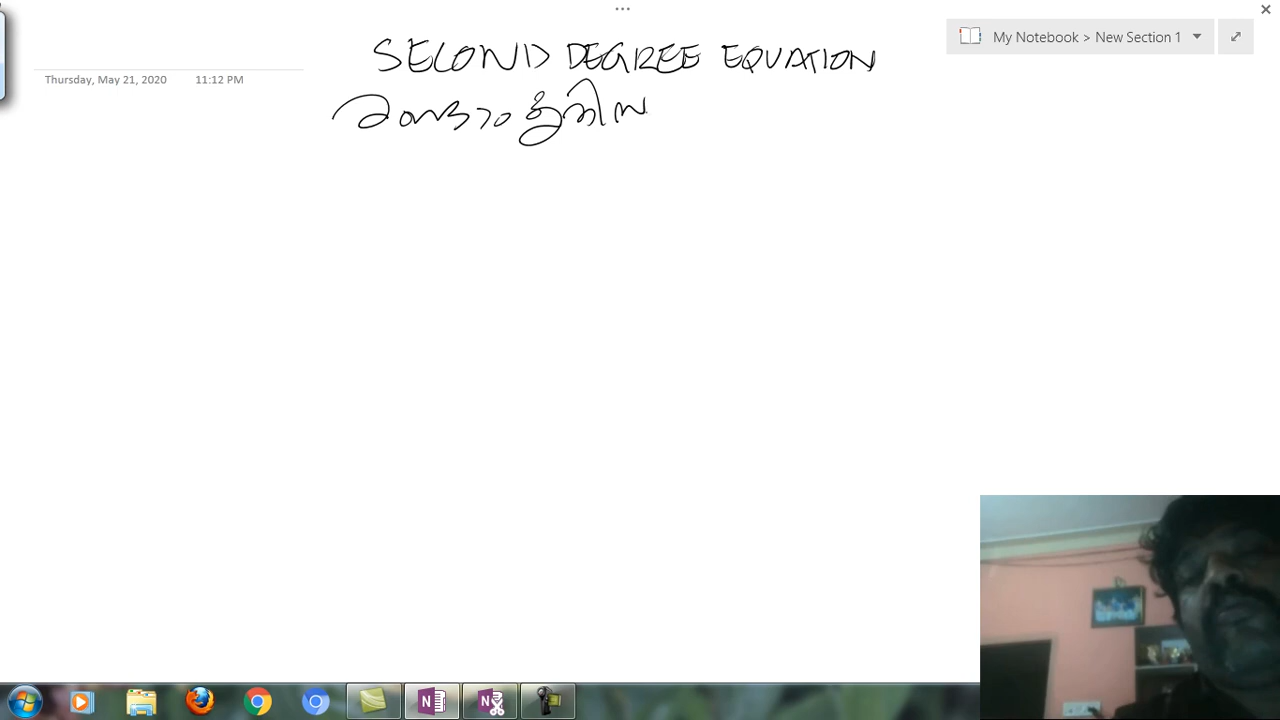 My Notebook > New Section 1
SECOND DEGREE EQUATION
Thursday, May 21, 2020 11:12 PM
രണ്ടാംകൃതിസ